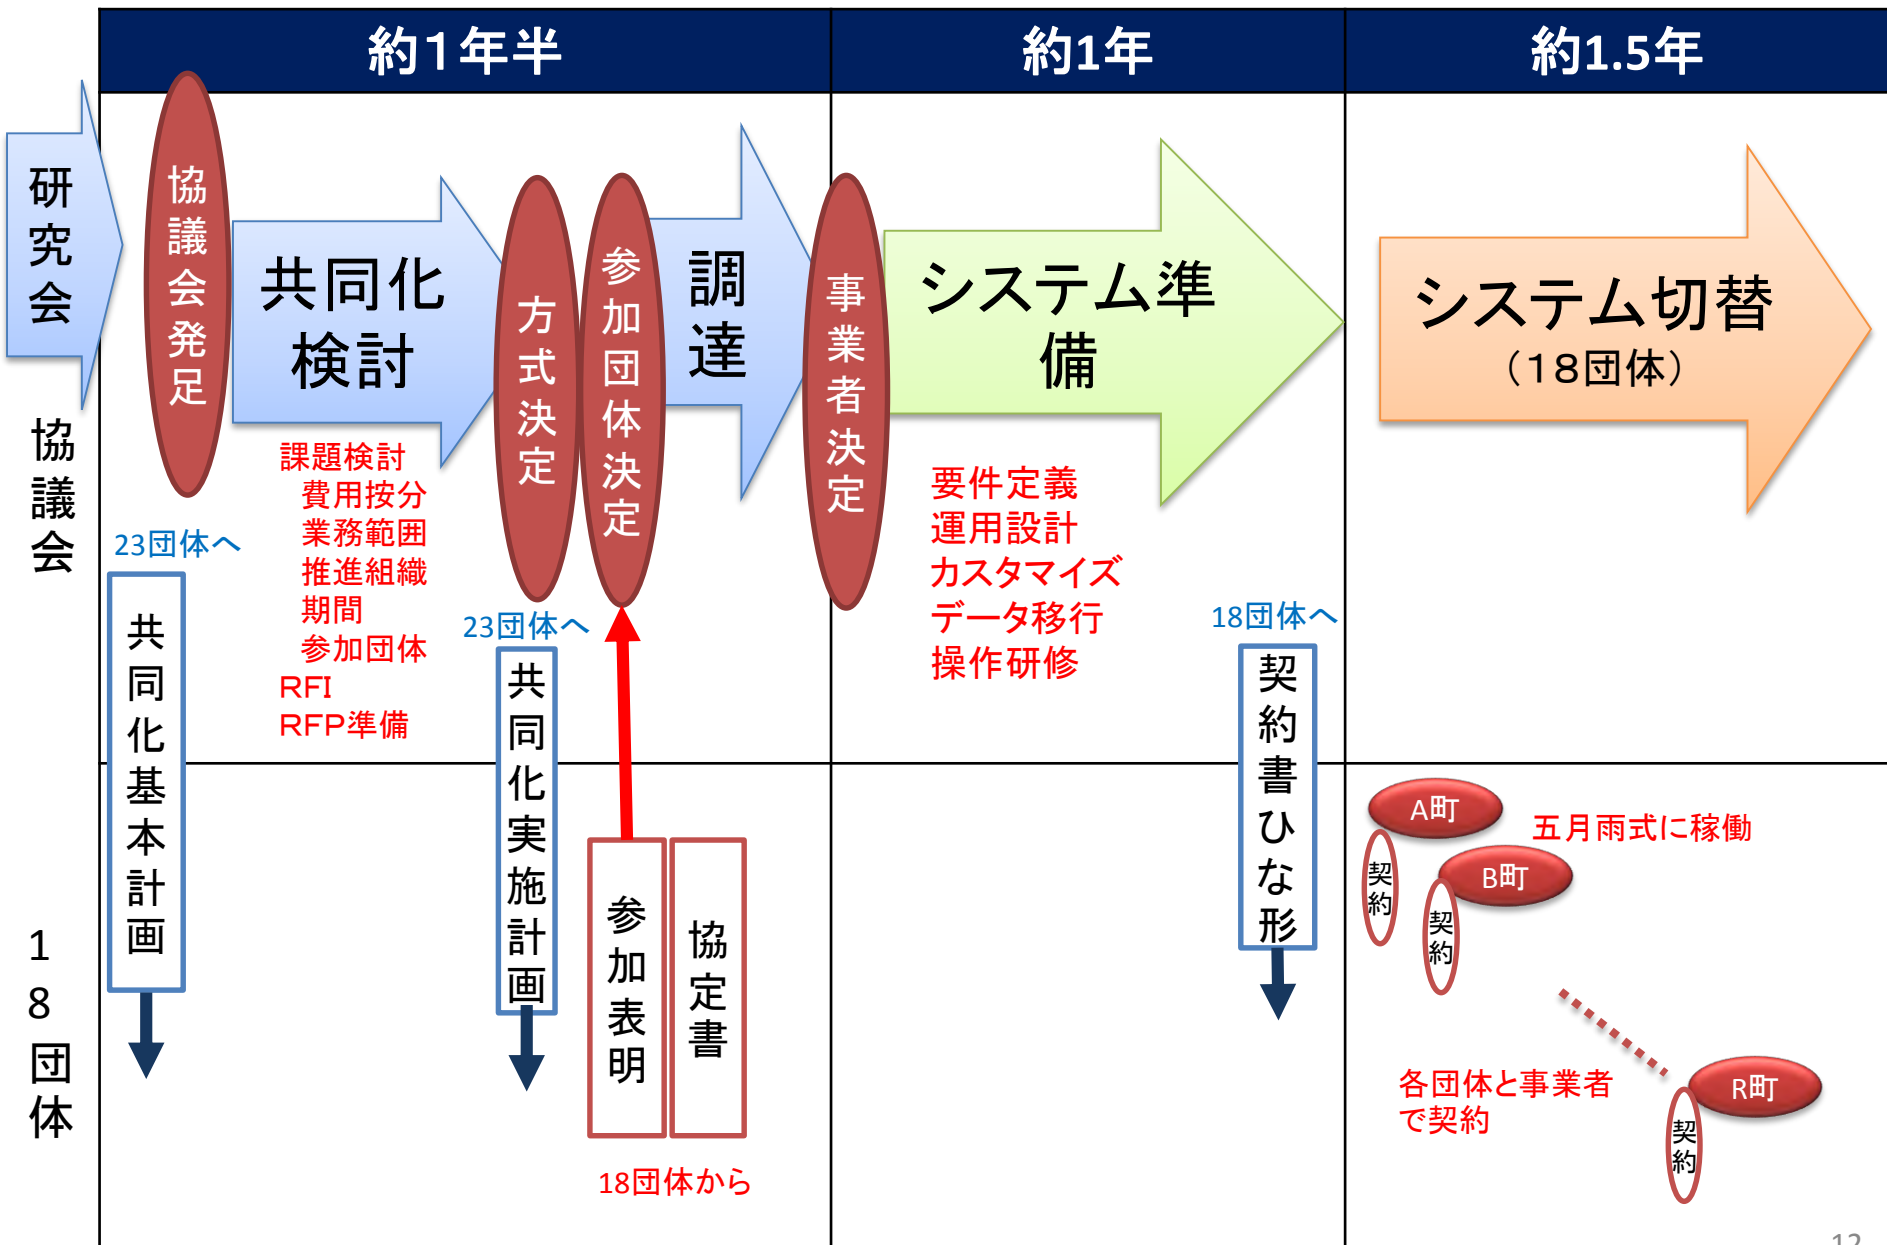 約１年半
約1年
約1.5年
研究会
協議会発足
共同化
検討
方式決定
参加団体決定
調達
事業者決定
システム準
備
システム切替
（18団体）
協議会
課題検討
費用按分
業務範囲
推進組織
期間
参加団体
RFI
RFP準備
要件定義
運用設計
カスタマイズ
データ移行
操作研修
23団体へ
共同化基本計画
23団体へ
共同化実施計画
18団体へ
契約書ひな形
18団体
参加表明
協定書
18団体から
A町
契約
B町
契約
五月雨式に稼働
R町
契約
各団体と事業者
で契約
12